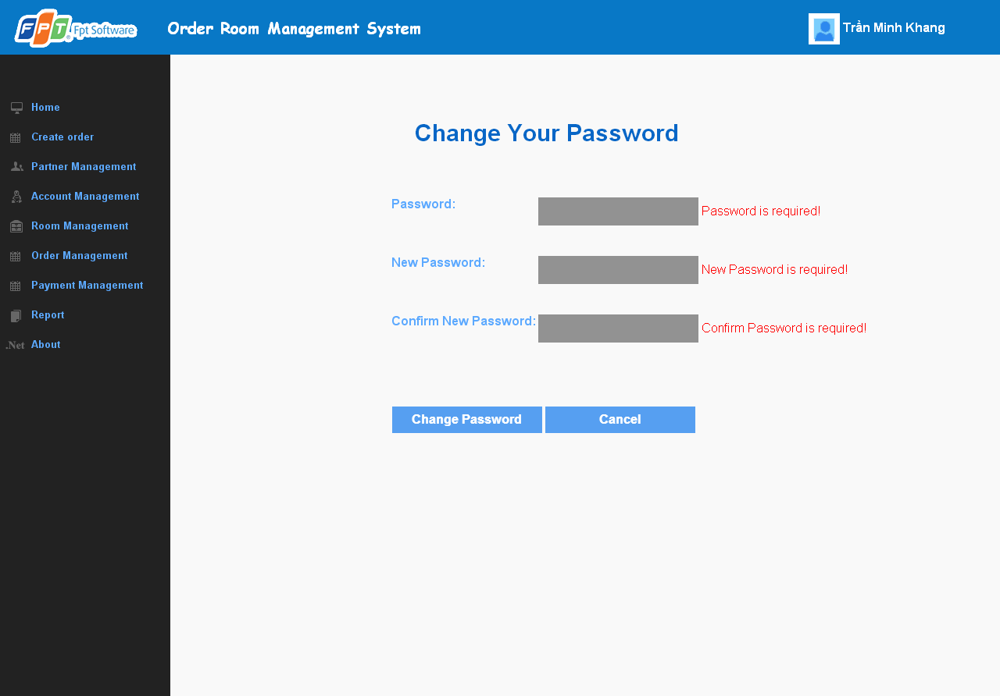 FPT® Fpt Software
Order Room Management System
Trần Minh Khang
Home
Create order
Partner Management
Account Management
Room Management
Order Management
Payment Management
Report
.Net About
Change Your Password
Password: Password is required!
New Password: New Password is required!
Confirm New Password: Confirm Password is required!
Change Password Cancel